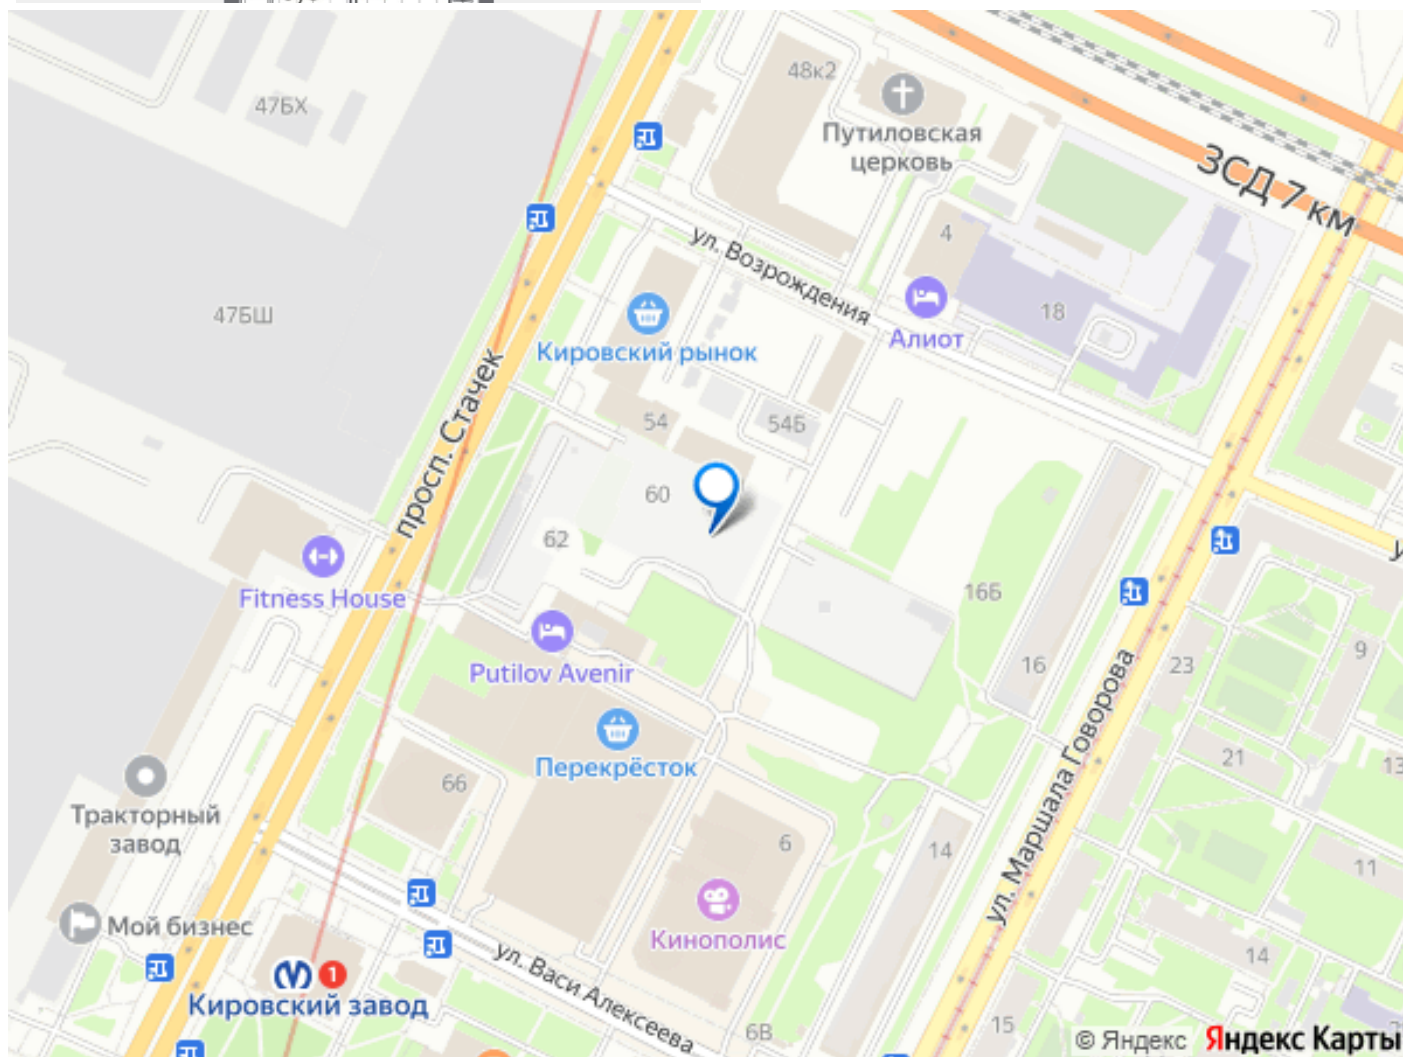 48к2
47БХ
Путиловская
церковь
ЗСД 7 км
4
ул. Возрождения
47БШ
18
Алиот
Кировский рынок
просп. Стачек
54
54Б
60
62
Fitness House
16Б
Putilov Avenir
16
23
9
ул. Маршала Говорова
Перекрёсток
21
13
66
Тракторный
завод
6
14
11
Мой бизнес
Кинополис
14
1
Кировский завод
ул. Васи Алексеева
6В
15
© Яндекс
Яндекс Карты